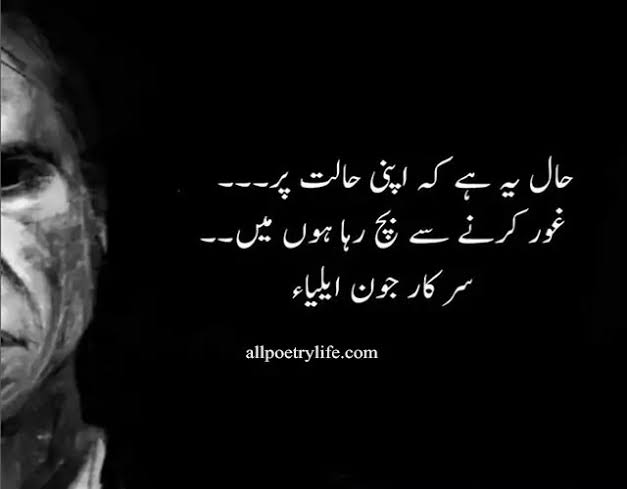 حال یہ ہے کہ اپنی حالت پر۔۔۔
غور کرنے سے بچ رہا ہوں میں۔۔
سرکار جون ایلیاء
allpoetrylife.com